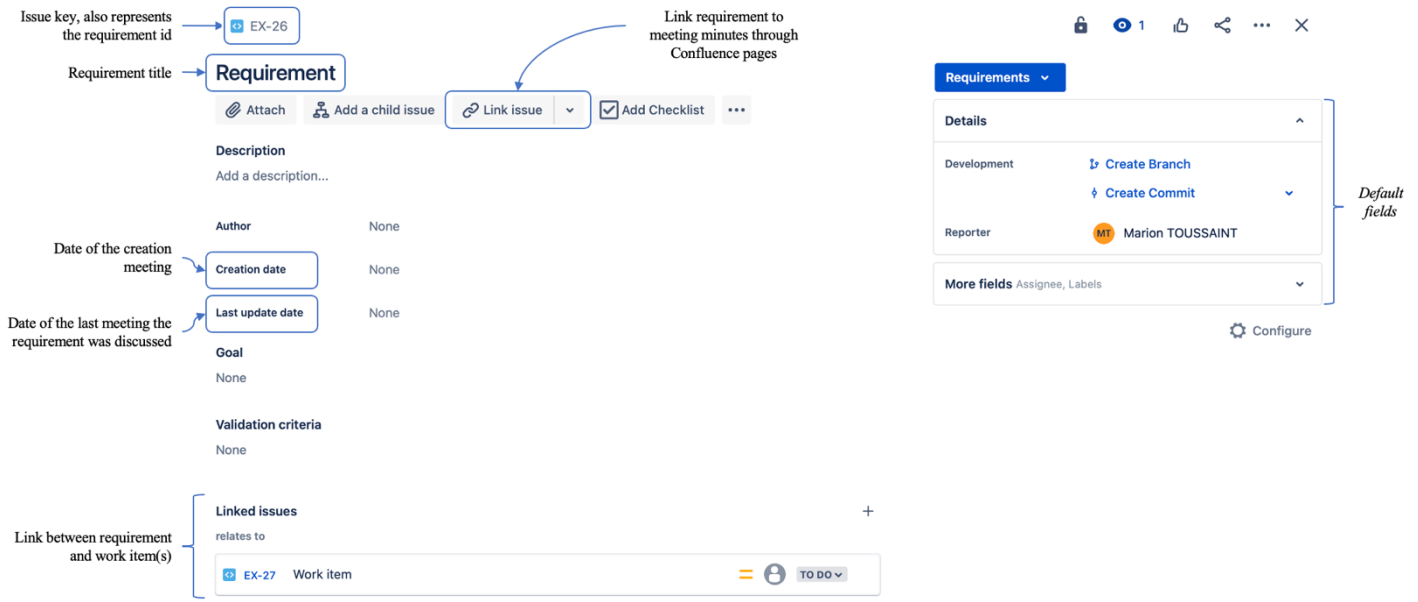 Issue key, also represents
the requirement id
EX-26
Link requirement to
meeting minutes through
Confluence pages
1
Requirement title
Requirement
Requirements
Attach
Add a child issue
Link issue
Add Checklist
Details
Description
Add a description...
Development
Create Branch
Create Commit
Default
fields
Author
None
Reporter
MT
Marion TOUSSAINT
Date of the creation
meeting
Creation date
None
More fields Assignee, Labels
Date of the last meeting the
requirement was discussed
Last update date
None
Configure
Goal
None
Validation criteria
None
Link between requirement
and work item(s)
Linked issues
relates to
EX-27 Work item
TO DO